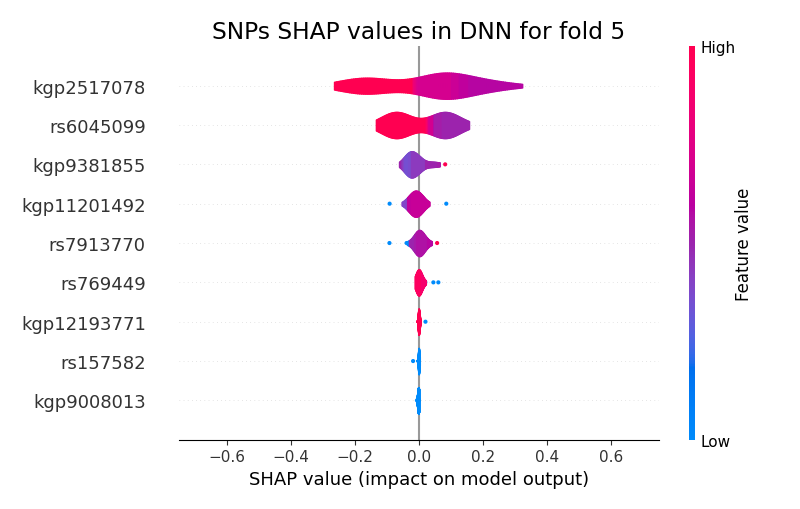 SNPs SHAP values in DNN for fold 5
High
kgp2517078
rs6045099
kgp9381855
kgp11201492
rs7913770
rs769449
kgp12193771
rs157582
kgp9008013
Feature value
Low
−0.6 −0.4 −0.2 0.0 0.2 0.4 0.6
SHAP value (impact on model output)